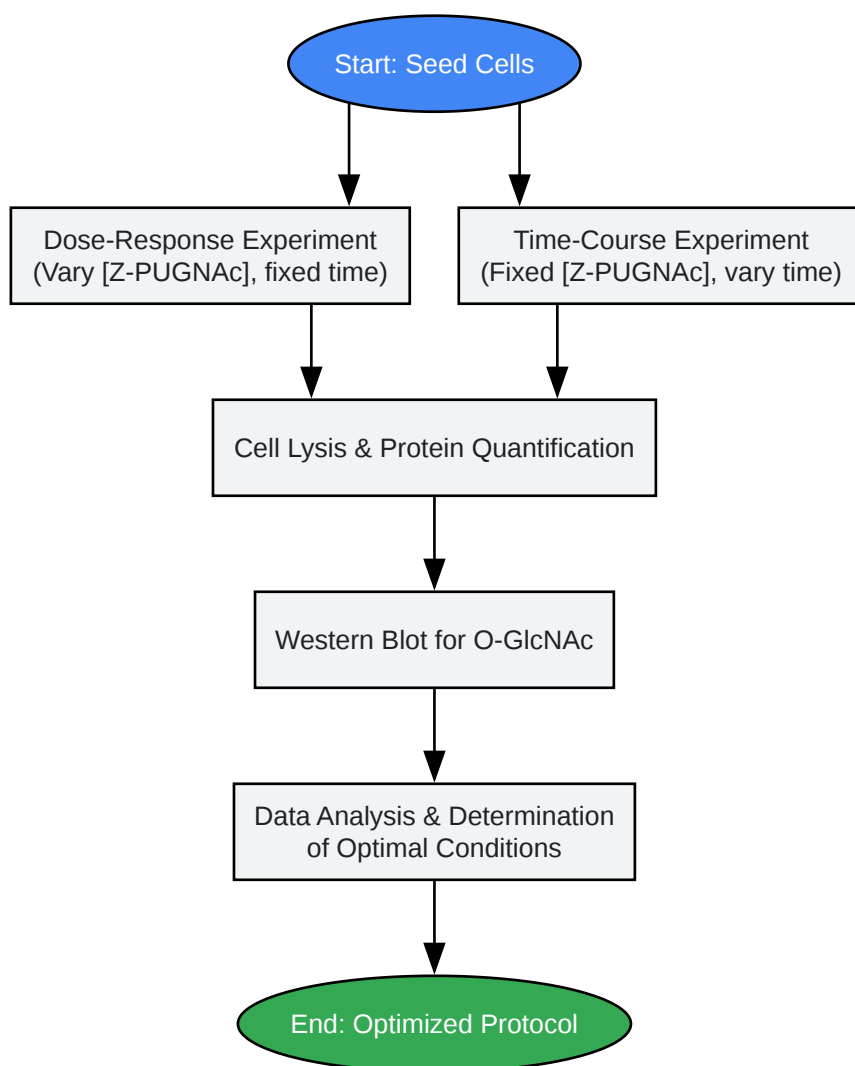 Start: Seed Cells
Dose-Response Experiment
(Vary [Z-PUGNAc], fixed time)
Time-Course Experiment
(Fixed [Z-PUGNAc], vary time)
Cell Lysis & Protein Quantification
Western Blot for O-GlcNAc
Data Analysis & Determination
of Optimal Conditions
End: Optimized Protocol